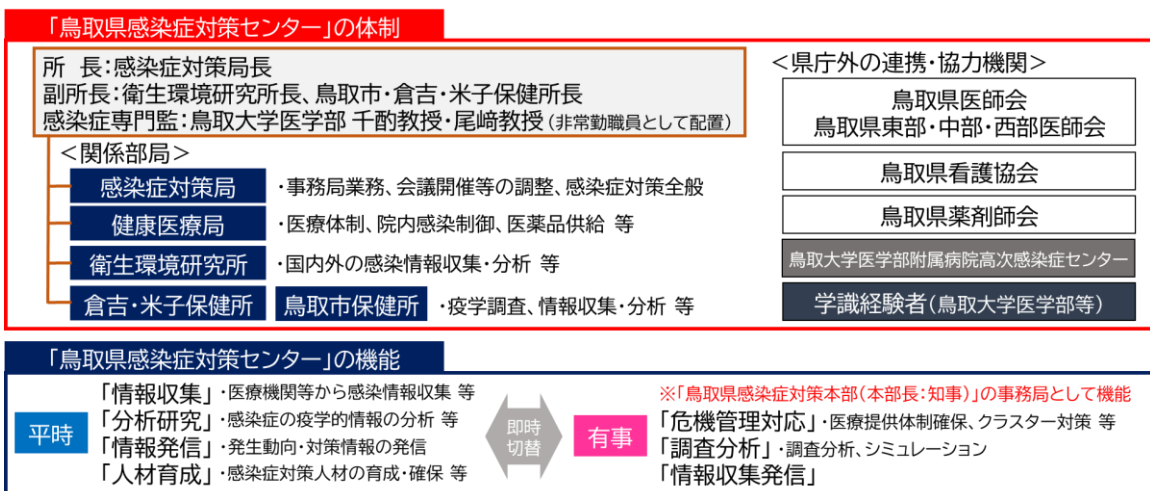 「鳥取県感染症対策センター」の体制
所 長:感染症対策局長
副所長:衛生環境研究所長、鳥取市・倉吉・米子保健所長
感染症専門監:鳥取大学医学部 千酌教授・尾﨑教授(非常勤職員として配置)
<関係部局>
感染症対策局 ・事務局業務、会議開催等の調整、感染症対策全般
健康医療局 ・医療体制、院内感染制御、医薬品供給 等
衛生環境研究所 ・国内外の感染情報収集・分析 等
倉吉・米子保健所 鳥取市保健所 ・疫学調査、情報収集・分析 等
<県庁外の連携・協力機関>
鳥取県医師会
鳥取県東部・中部・西部医師会
鳥取県看護協会
鳥取県薬剤師会
鳥取大学医学部附属病院高次感染症センター
学識経験者(鳥取大学医学部等)
「鳥取県感染症対策センター」の機能
平時
「情報収集」・医療機関等から感染情報収集 等
「分析研究」・感染症の疫学的情報の分析 等
「情報発信」・発生動向・対策情報の発信
「人材育成」・感染症対策人材の育成・確保 等
即時
切替
有事
※「鳥取県感染症対策本部(本部長:知事)」の事務局として機能
「危機管理対応」・医療提供体制確保、クラスター対策 等
「調査分析」・調査分析、シミュレーション
「情報収集発信」